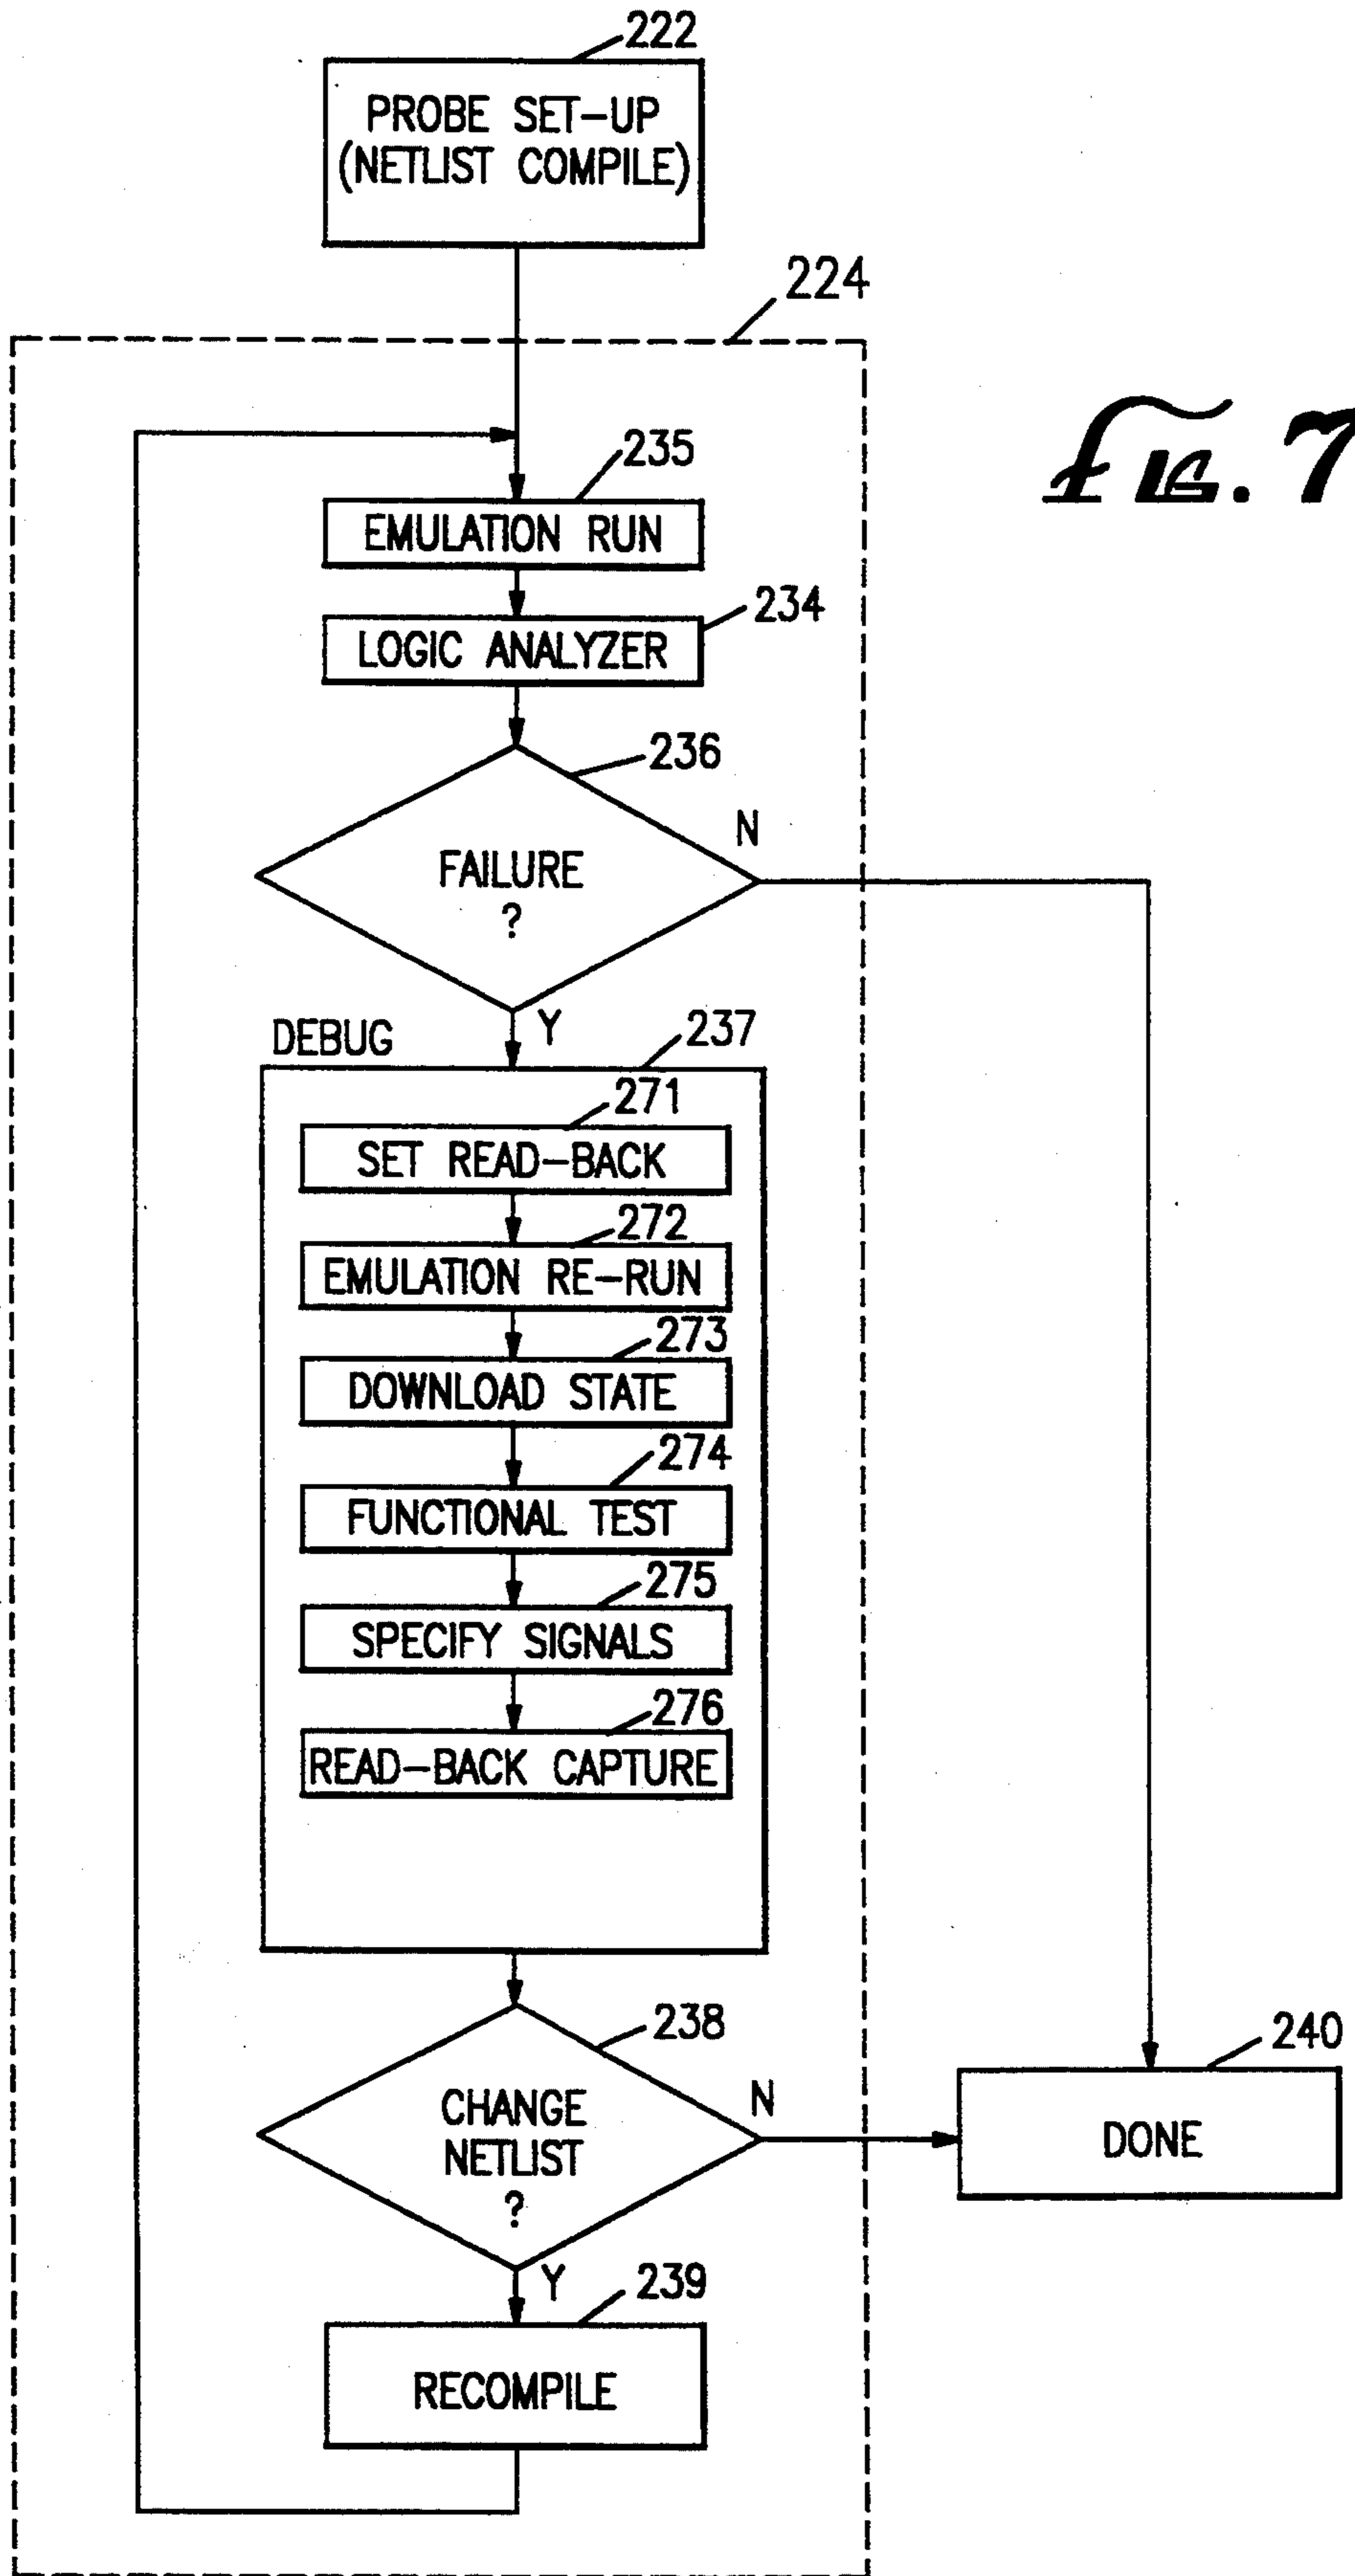 222
PROBE SET-UP
(NETLIST COMPILE)
224
FIG. 7
235
EMULATION RUN
234
LOGIC ANALYZER
236
N
FAILURE
?
Y
DEBUG
237
271
SET READ-BACK
272
EMULATION RE-RUN
273
DOWNLOAD STATE
274
FUNCTIONAL TEST
275
SPECIFY SIGNALS
276
READ-BACK CAPTURE
238
N
CHANGE
NETLIST
?
240
DONE
Y
239
RECOMPILE